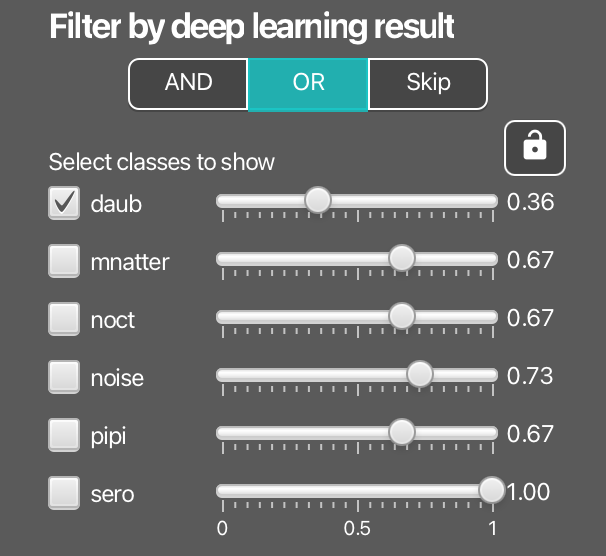 Filter by deep learning result
AND OR Skip
Select classes to show
daub 0.36
mnatter 0.67
noct 0.67
noise 0.73
pipi 0.67
sero 1.00
0 0.5 1